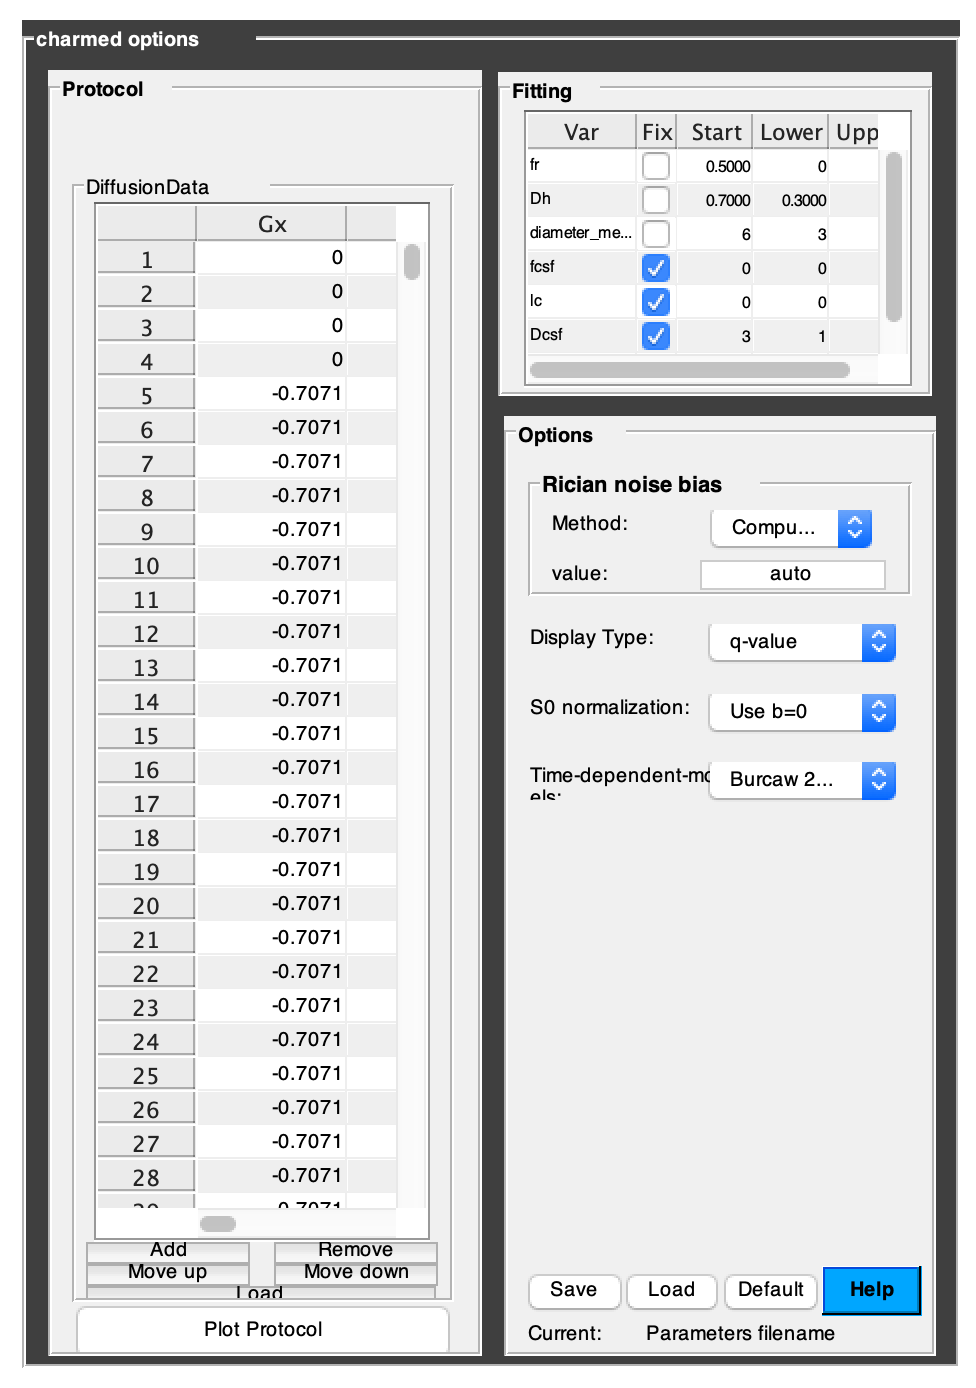 charmed options
Protocol
DiffusionData
Gx
1 0
2 0
3 0
4 0
5 -0.7071
6 -0.7071
7 -0.7071
8 -0.7071
9 -0.7071
10 -0.7071
11 -0.7071
12 -0.7071
13 -0.7071
14 -0.7071
15 -0.7071
16 -0.7071
17 -0.7071
18 -0.7071
19 -0.7071
20 -0.7071
21 -0.7071
22 -0.7071
23 -0.7071
24 -0.7071
25 -0.7071
26 -0.7071
27 -0.7071
28 -0.7071
29 -0.7071
Add Remove
Move up Move down
Load
Plot Protocol
Fitting
Var Fix Start Lower Upp
fr 0.5000 0
Dh 0.7000 0.3000
diameter_me... 6 3
fcsf 0 0
lc 0 0
Dcsf 3 1
Options
Rician noise bias
Method: Compu...
value: auto
Display Type: q-value
S0 normalization: Use b=0
Time-dependent-mo Burcaw 2...
els:
Save Load Default Help
Current: Parameters filename